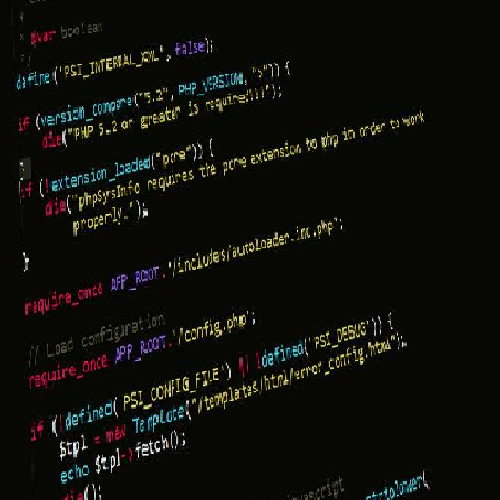 * @var boolean
*/
define('PSI_INTERNAL_XML', false);
if (version_compare("5.2", PHP_VERSION, ">")) {
die("PHP 5.2 or greater is required!!!");
}
if (!extension_loaded("pcre")) {
die("phpSysInfo requires the pcre extension to php in order to work
properly.");
}
require_once APP_ROOT.'/includes/autoloader.inc.php';
// Load configuration
require_once APP_ROOT.'/config.php';
if (!defined('PSI_CONFIG_FILE') || !defined('PSI_DEBUG')) {
$tpl = new Template("/templates/html/error_config.html");
echo $tpl->fetch();
die();
javascript
strtolower(